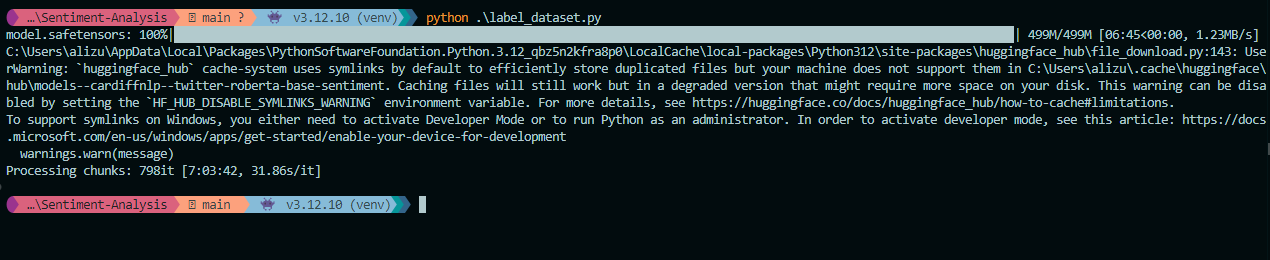 …\Sentiment-Analysis main ? v3.12.10 (venv) python .\label_dataset.py
model.safetensors: 100%| | 499M/499M [06:45<00:00, 1.23MB/s]
C:\Users\alizu\AppData\Local\Packages\PythonSoftwareFoundation.Python.3.12_qbz5n2kfra8p0\LocalCache\local-packages\Python312\site-packages\huggingface_hub\file_download.py:143: Use
rWarning: `huggingface_hub` cache-system uses symlinks by default to efficiently store duplicated files but your machine does not support them in C:\Users\alizu\.cache\huggingface\
hub\models--cardiffnlp--twitter-roberta-base-sentiment. Caching files will still work but in a degraded version that might require more space on your disk. This warning can be disa
bled by setting the `HF_HUB_DISABLE_SYMLINKS_WARNING` environment variable. For more details, see https://huggingface.co/docs/huggingface_hub/how-to-cache#limitations.
To support symlinks on Windows, you either need to activate Developer Mode or to run Python as an administrator. In order to activate developer mode, see this article: https://docs
.microsoft.com/en-us/windows/apps/get-started/enable-your-device-for-development
warnings.warn(message)
Processing chunks: 798it [7:03:42, 31.86s/it]
…\Sentiment-Analysis main v3.12.10 (venv)